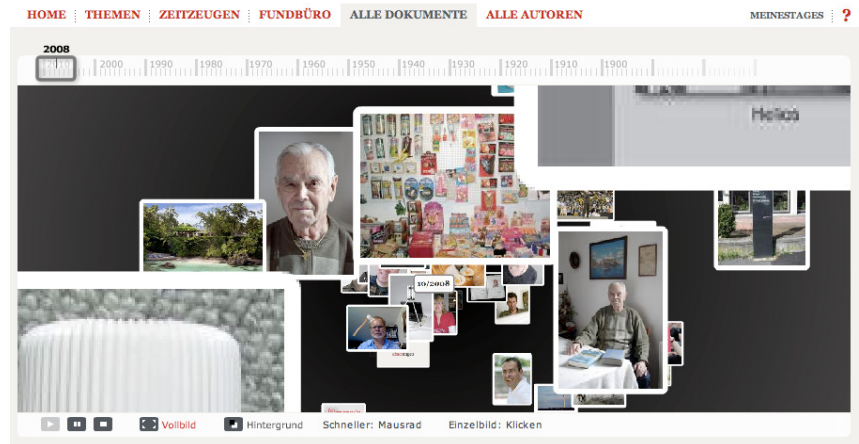 HOME THEMEN ZEITZEUGEN FUNDBÜRO ALLE DOKUMENTE ALLE AUTOREN MEINESTAGES ?
2008
2010 2000 1990 1980 1970 1960 1950 1940 1930 1920 1910 1900
10/2008
Vollbild Hintergrund Schneller: Mausrad Einzelbild: Klicken